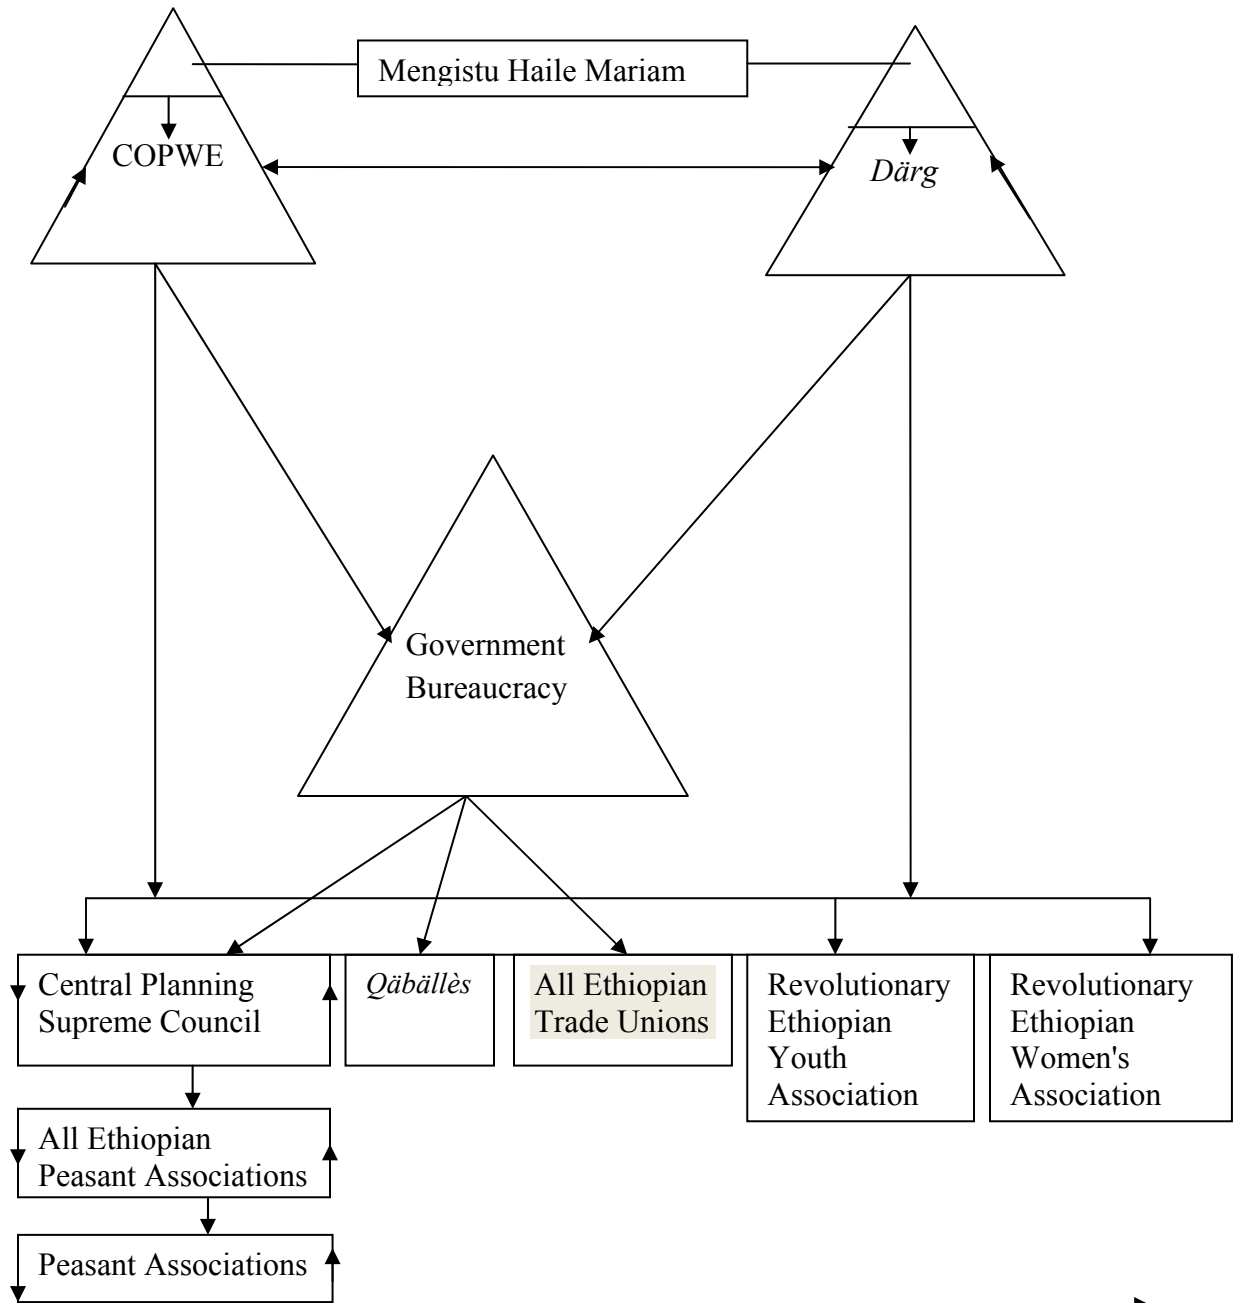 Mengistu Haile Mariam
COPWE
Därg
Government
Bureaucracy
Central Planning
Supreme Council
Qäbällès
All Ethiopian
Trade Unions
Revolutionary
Ethiopian
Youth
Association
Revolutionary
Ethiopian
Women's
Association
All Ethiopian
Peasant Associations
Peasant Associations